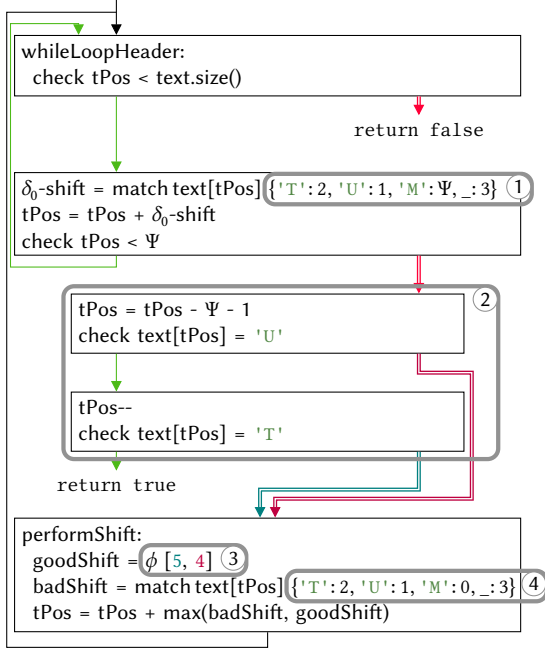 whileLoopHeader:
check tPos < text.size()
return false
δ₀-shift = match text[tPos] {'T':2, 'U':1, 'M':Ψ, _:3} 1
tPos = tPos + δ₀-shift
check tPos < Ψ
2
tPos = tPos - Ψ - 1
check text[tPos] = 'U'
tPos--
check text[tPos] = 'T'
return true
performShift:
goodShift = ϕ [5, 4] 3
badShift = match text[tPos] {'T':2, 'U':1, 'M':0, _:3} 4
tPos = tPos + max(badShift, goodShift)